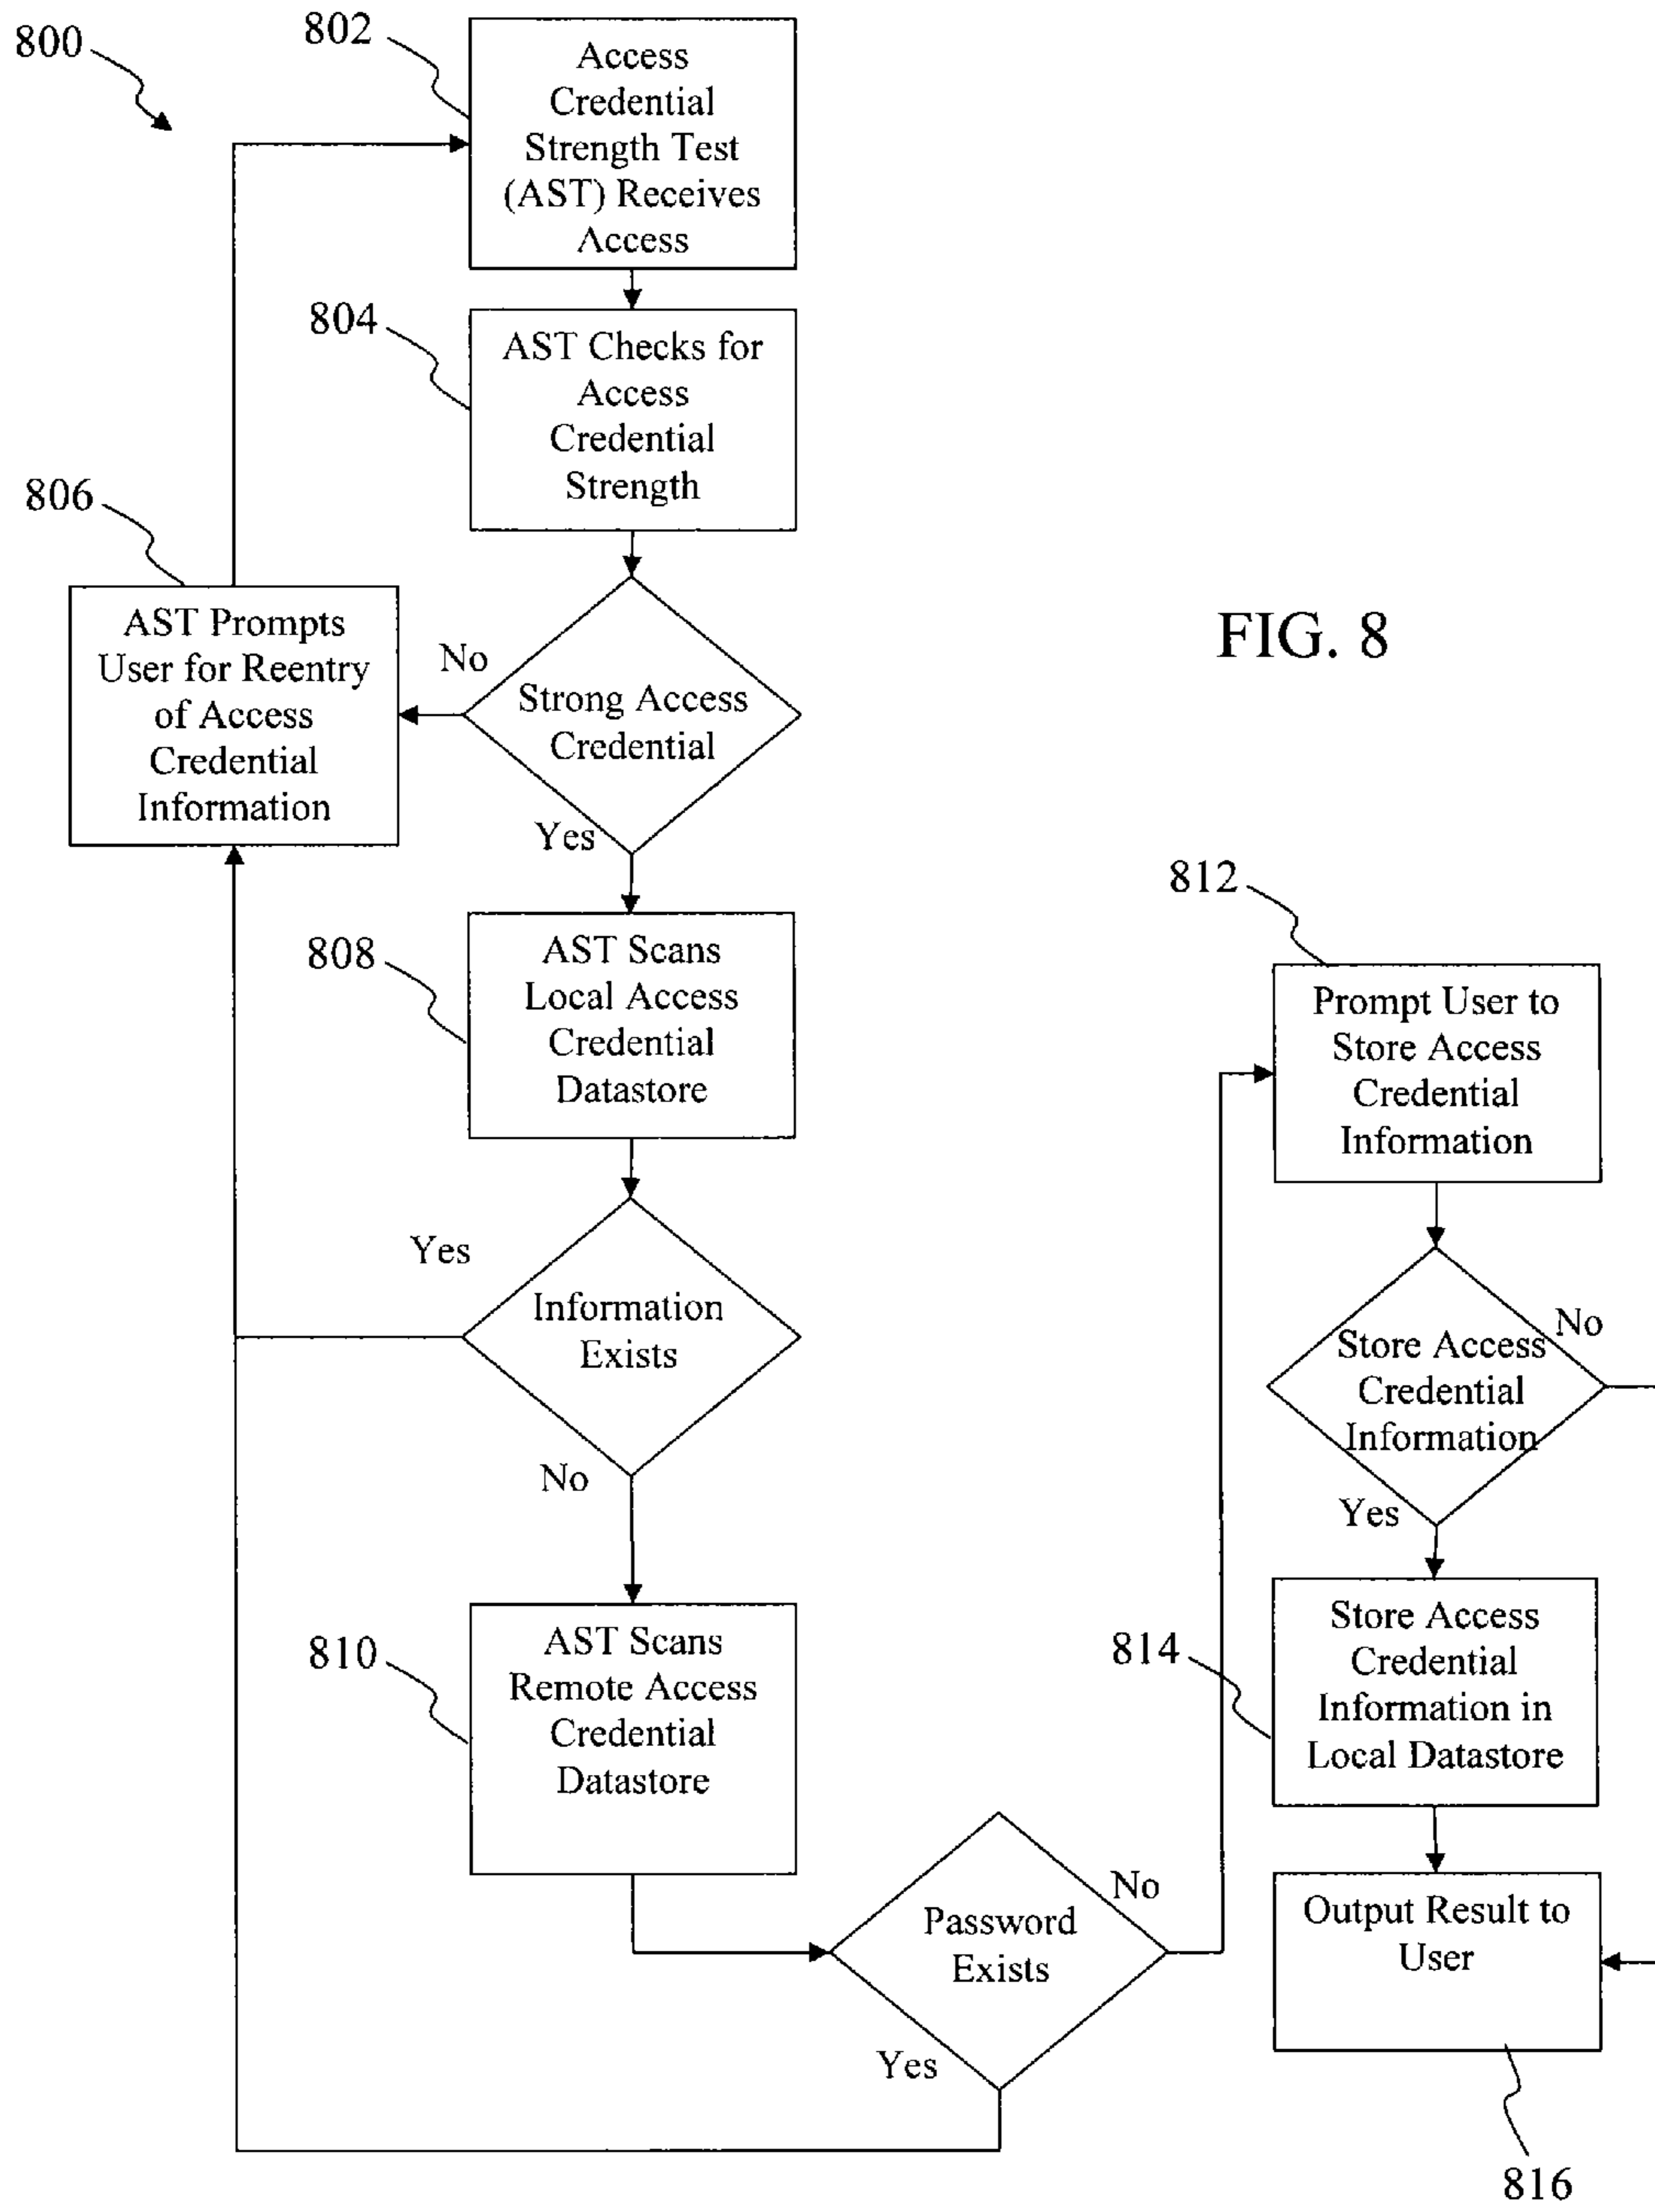 800
802
Access
Credential
Strength Test
(AST) Receives
Access
804
AST Checks for
Access
Credential
Strength
806
AST Prompts
User for Reentry
of Access
Credential
Information
No
Strong Access
Credential
Yes
FIG. 8
808
AST Scans
Local Access
Credential
Datastore
Yes
Information
Exists
No
810
AST Scans
Remote Access
Credential
Datastore
Password
Exists
No
Yes
812
Prompt User to
Store Access
Credential
Information
Store Access
Credential
Information
No
Yes
814
Store Access
Credential
Information in
Local Datastore
Output Result to
User
816